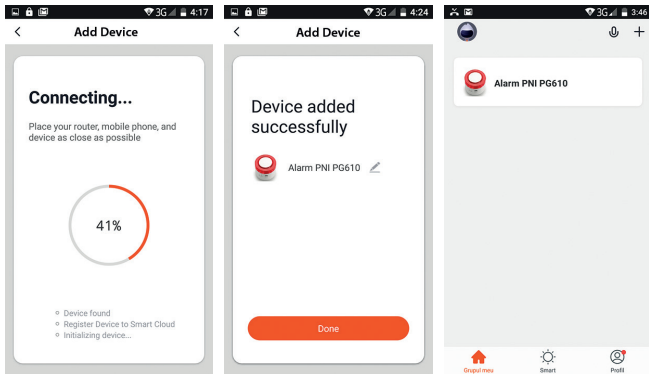 3G 4:17
Add Device
Connecting...
Place your router, mobile phone, and
device as close as possible
41%
Device found
Register Device to Smart Cloud
Initializing device...
3G 4:24
Add Device
Device added
successfully
Alarm PNI PG610
Done
3G 3:46
Alarm PNI PG610
Grupul meu
Smart
Profil